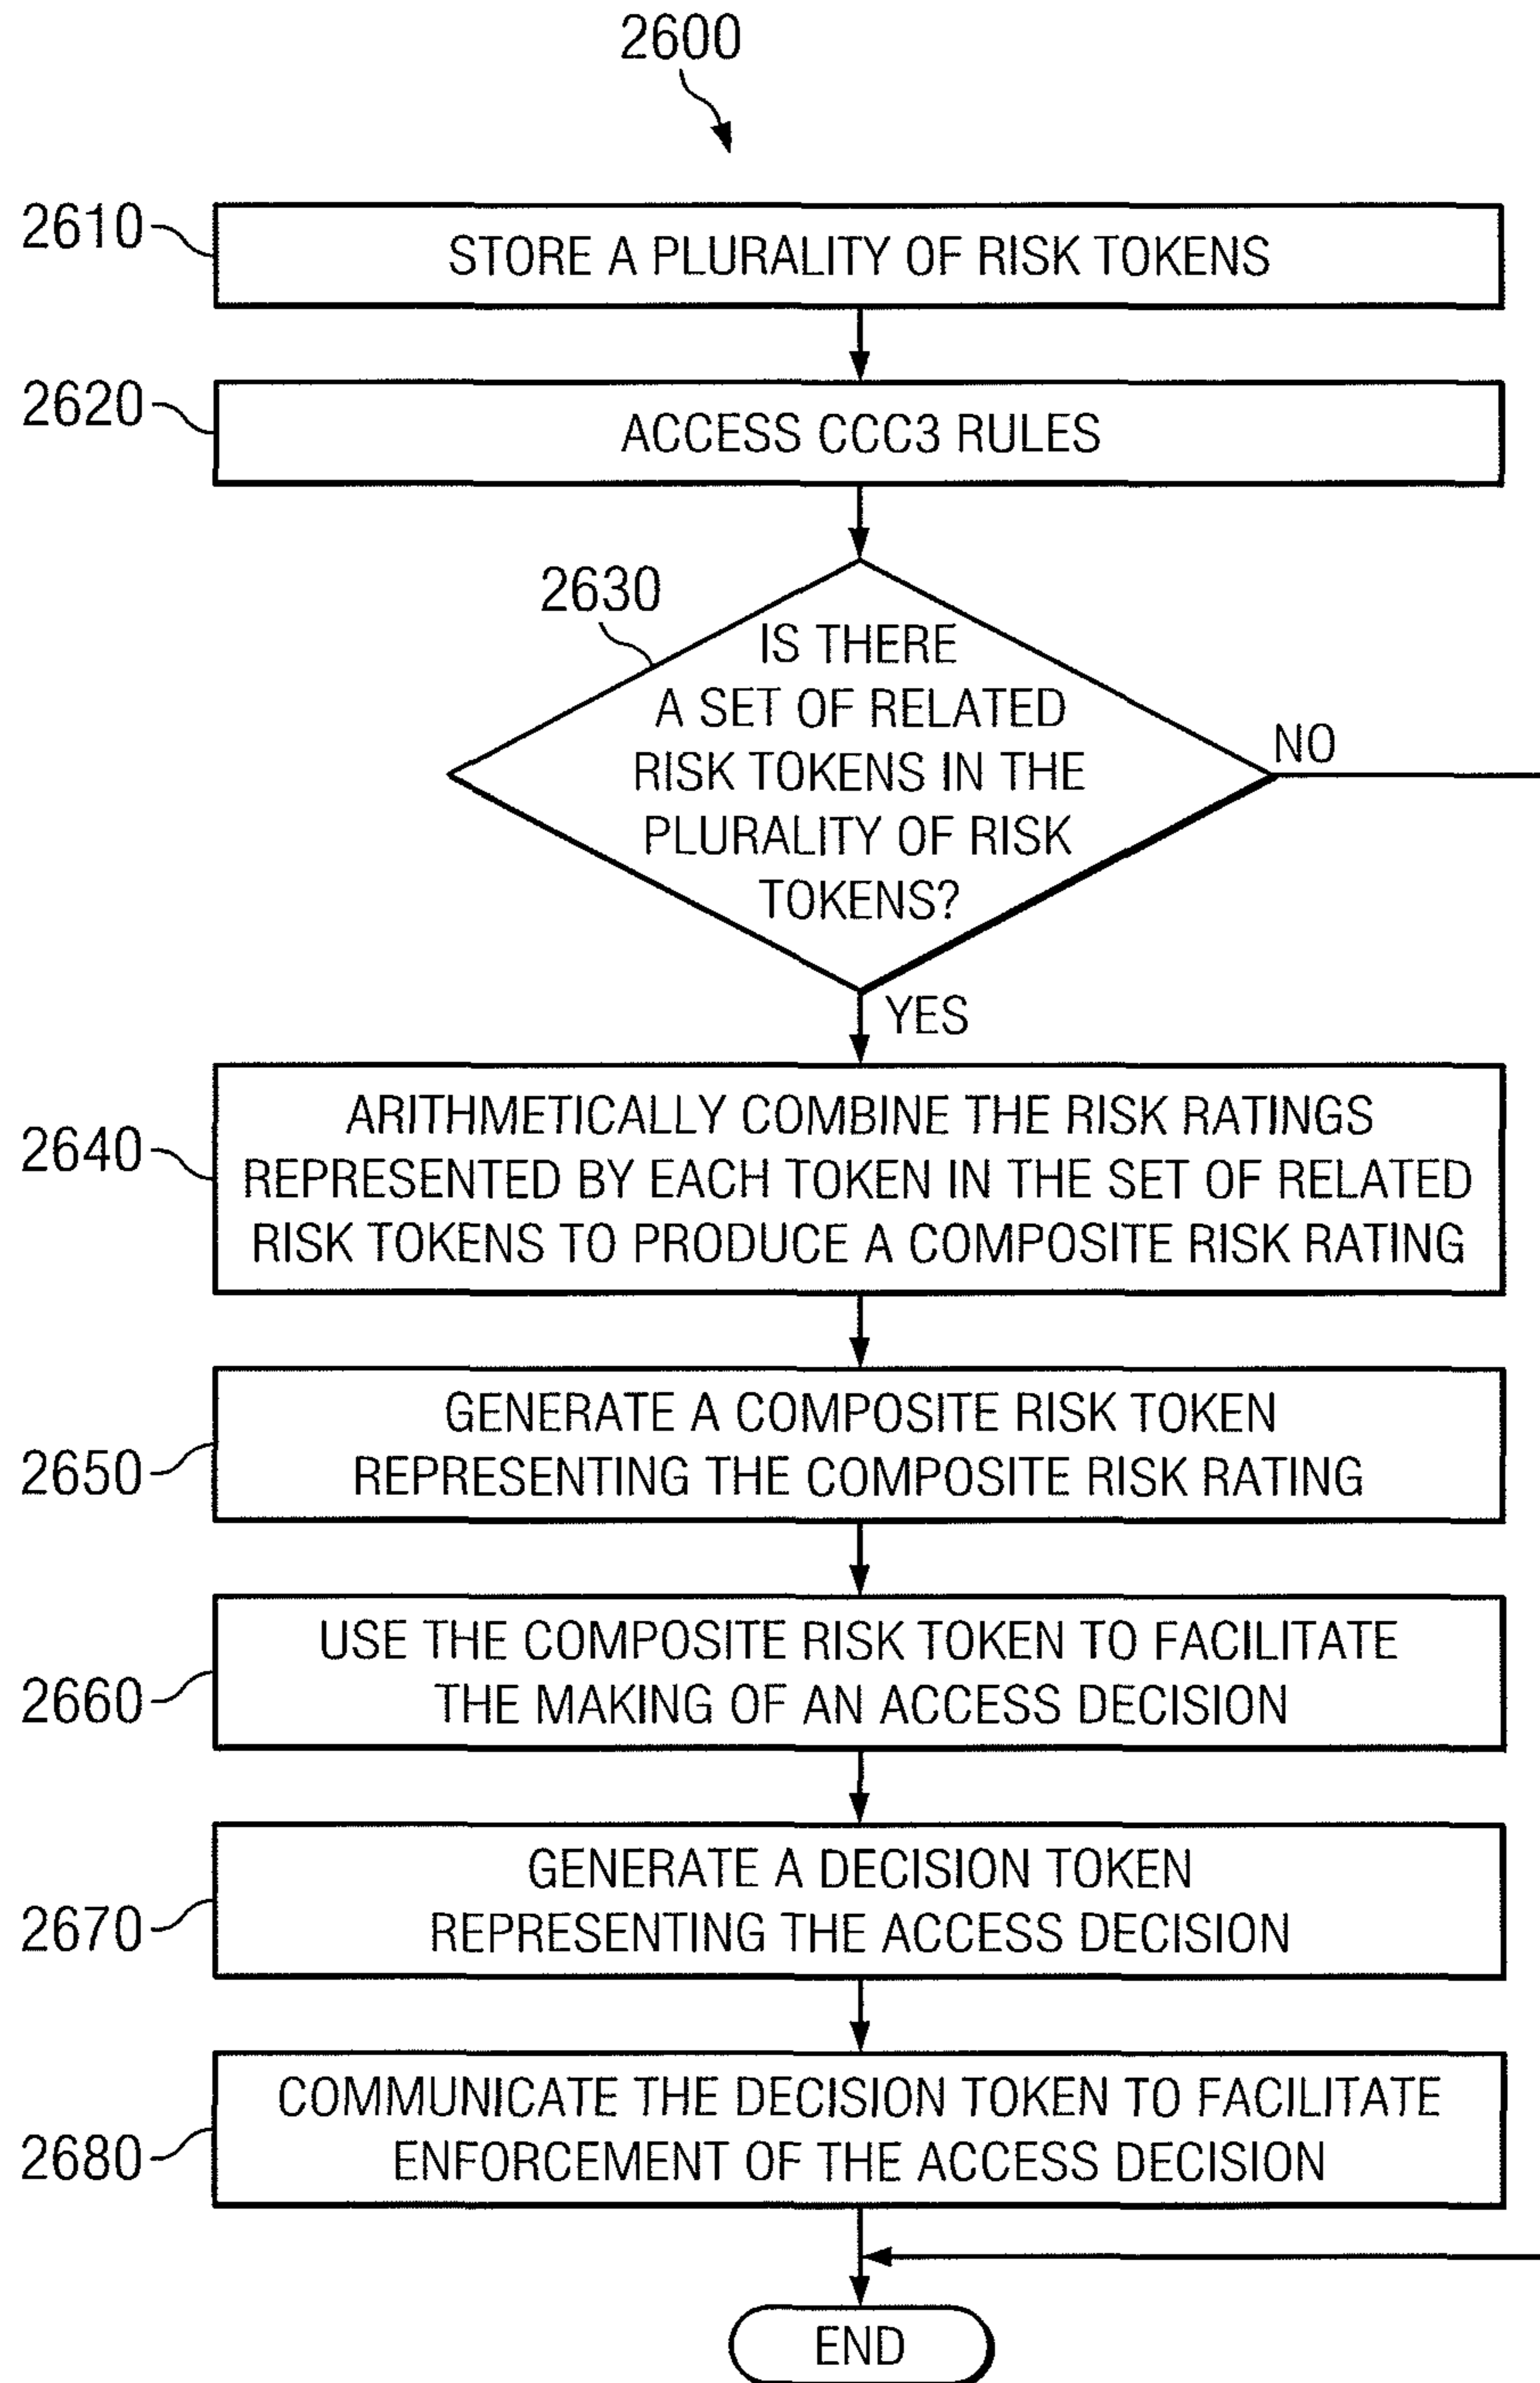 2600
2610
STORE A PLURALITY OF RISK TOKENS
2620
ACCESS CCC3 RULES
2630
IS THERE
A SET OF RELATED
RISK TOKENS IN THE
PLURALITY OF RISK
TOKENS?
NO
YES
2640
ARITHMETICALLY COMBINE THE RISK RATINGS
REPRESENTED BY EACH TOKEN IN THE SET OF RELATED
RISK TOKENS TO PRODUCE A COMPOSITE RISK RATING
2650
GENERATE A COMPOSITE RISK TOKEN
REPRESENTING THE COMPOSITE RISK RATING
2660
USE THE COMPOSITE RISK TOKEN TO FACILITATE
THE MAKING OF AN ACCESS DECISION
2670
GENERATE A DECISION TOKEN
REPRESENTING THE ACCESS DECISION
2680
COMMUNICATE THE DECISION TOKEN TO FACILITATE
ENFORCEMENT OF THE ACCESS DECISION
END